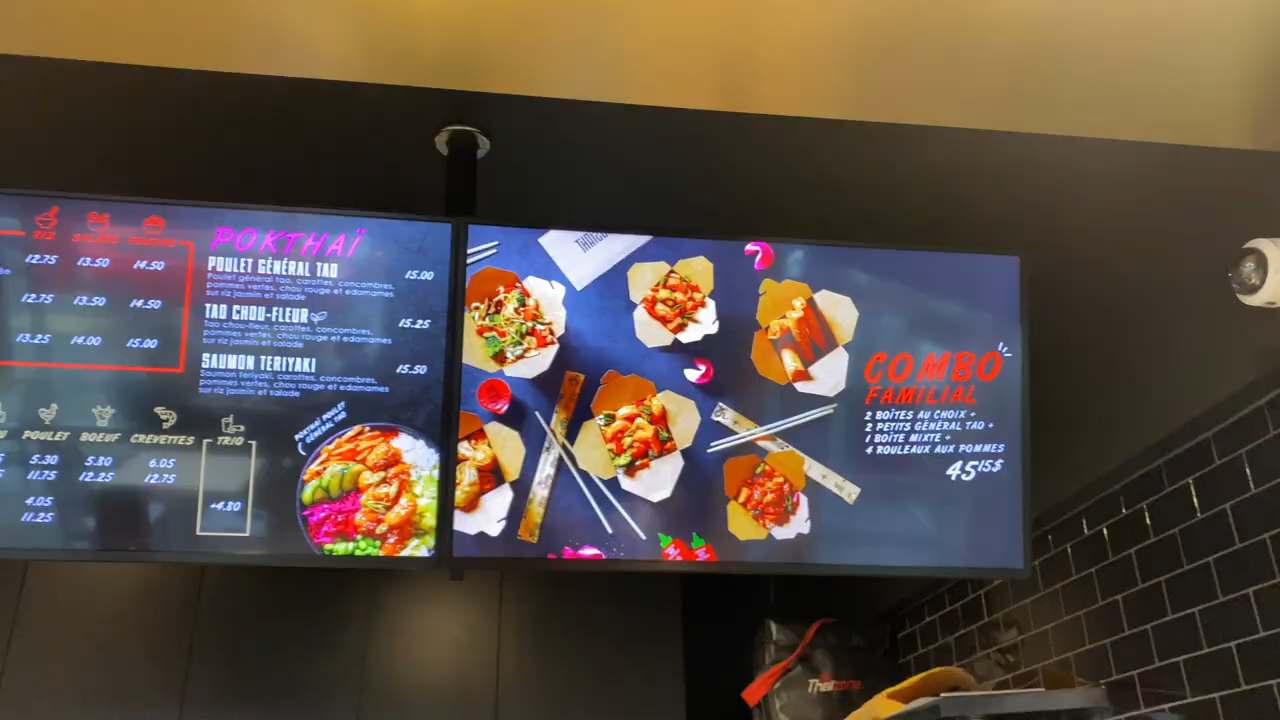 RIZ SALADE POUTINE
12.75 13.50 14.50
12.75 13.50 14.50
13.25 14.00 15.00
POULET BOEUF CREVETTES TRIO
5.30 5.80 6.05
11.75 12.25 12.75
4.05
11.25
+4.80
POKTHAÏ
POULET GÉNÉRAL TAO 15.00
Poulet général tao, carottes, concombres,
pommes vertes, chou rouge et edamames
sur riz jasmin et salade
TAO CHOU-FLEUR 15.25
Tao chou-fleur, carottes, concombres,
pommes vertes, chou rouge et edamames
sur riz jasmin et salade
SAUMON TERIYAKI 15.50
Saumon teriyaki, carottes, concombres,
pommes vertes, chou rouge et edamames
sur riz jasmin et salade
POKTHAÏ POULET
GÉNÉRAL TAO
COMBO
FAMILIAL
2 BOÎTES AU CHOIX +
2 PETITS GÉNÉRAL TAO +
1 BOÎTE MIXTE +
4 ROULEAUX AUX POMMES
45 15$
Thaïzone